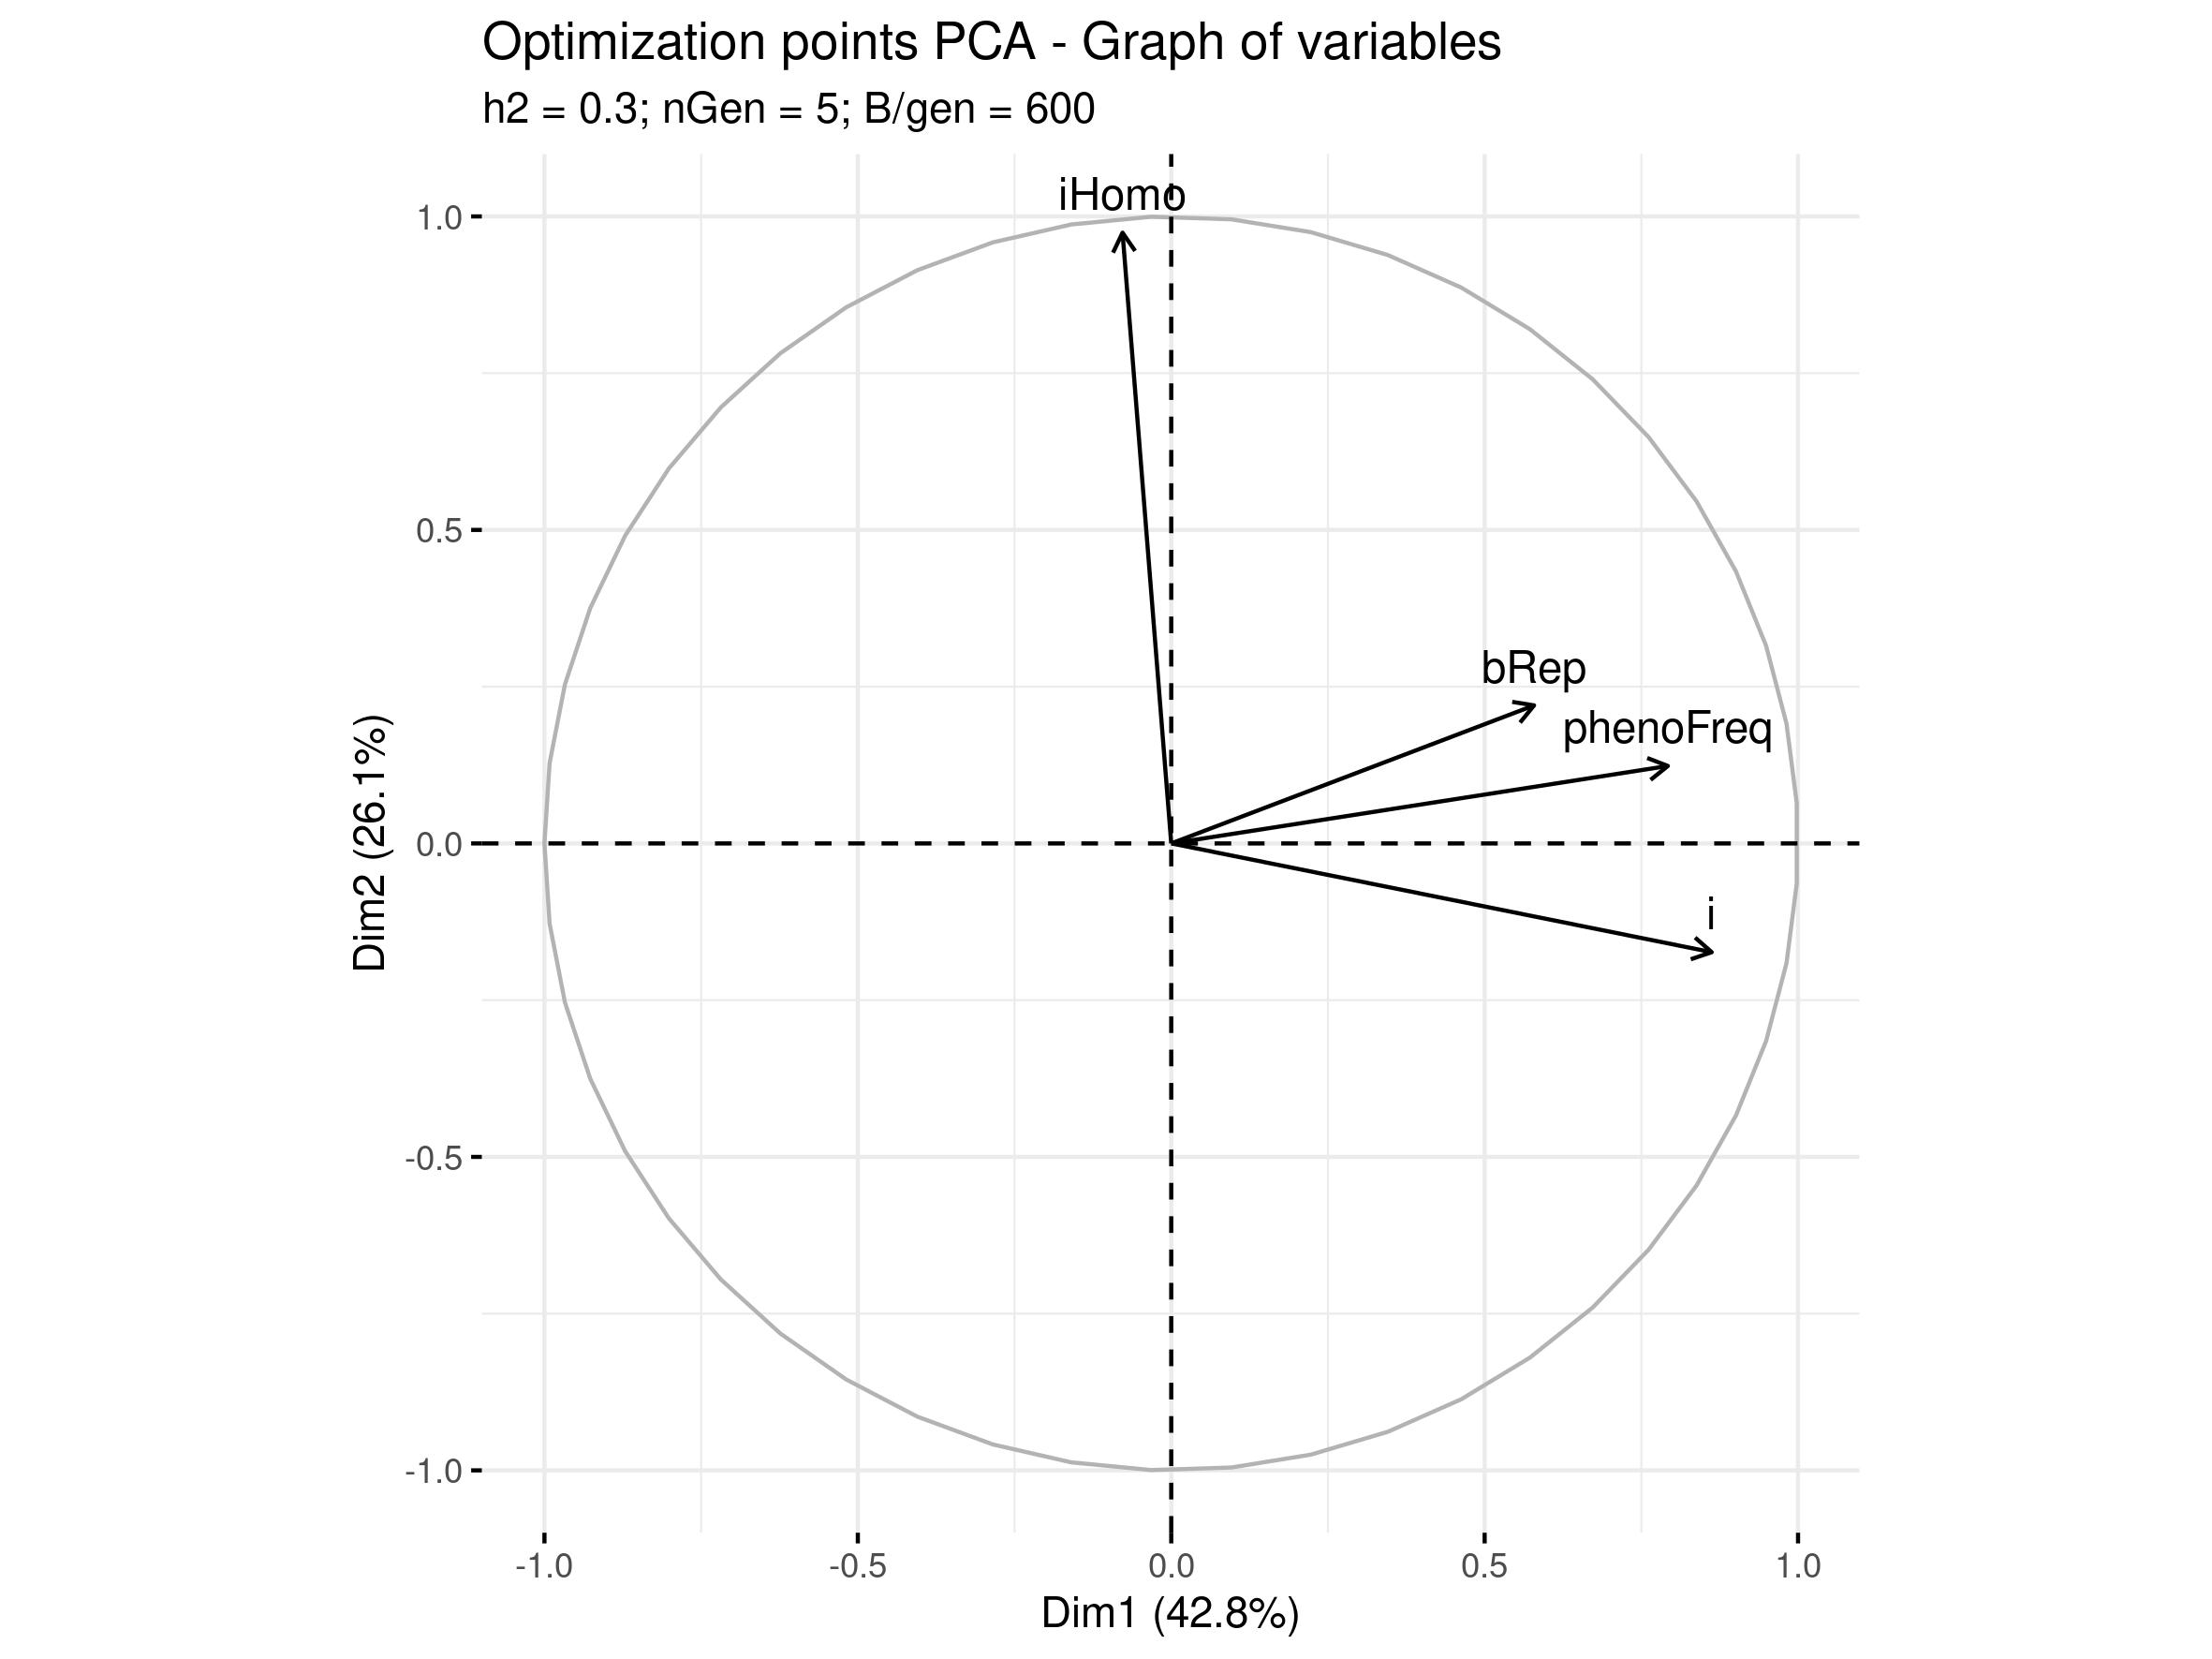 Optimization points PCA - Graph of variables
h2 = 0.3; nGen = 5; B/gen = 600
iHomo
1.0
0.5
bRep
phenoFreq
0.0
i
-0.5
-1.0
Dim2 (26.1%)
-1.0
-0.5
0.0
0.5
1.0
Dim1 (42.8%)